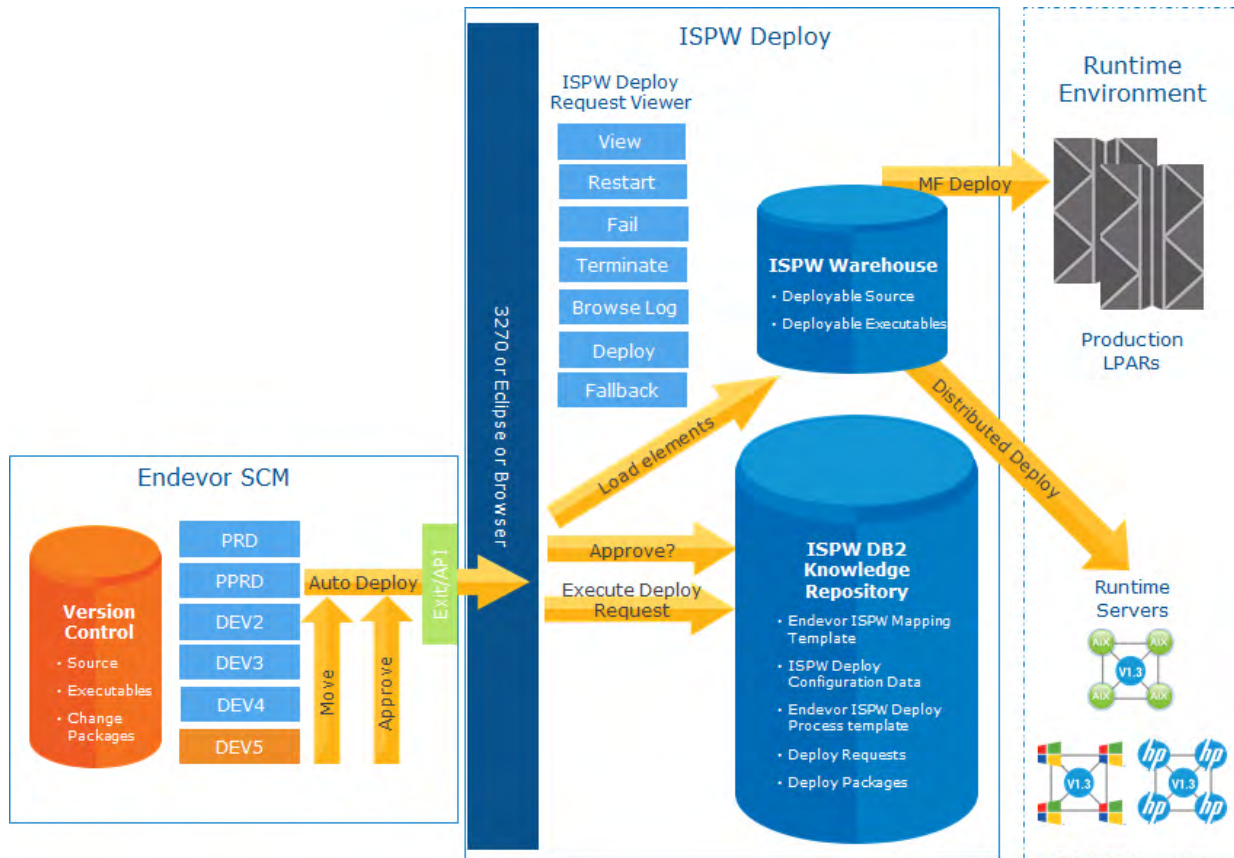 ISPW Deploy
ISPW Deploy
Request Viewer
View
Restart
Fail
Terminate
Browse Log
Deploy
Fallback
3270 or Eclipse or Browser
MF Deploy
ISPW Warehouse
• Deployable Source
• Deployable Executables
Load elements
Approve?
Execute Deploy
Request
Distributed Deploy
ISPW DB2
Knowledge
Repository
• Endevor ISPW Mapping
Template
• ISPW Deploy
Configuration Data
• Endevor ISPW Deploy
Process template
• Deploy Requests
• Deploy Packages
Runtime
Environment
Production
LPARs
Runtime
Servers
AIX
AIX
V1.3
AIX
AIX
V1.3
hp
hp
V1.3
hp
hp
Endevor SCM
Version
Control
• Source
• Executables
• Change
Packages
PRD
PPRD
DEV2
DEV3
DEV4
DEV5
Auto Deploy
Move
Approve
Exit/API